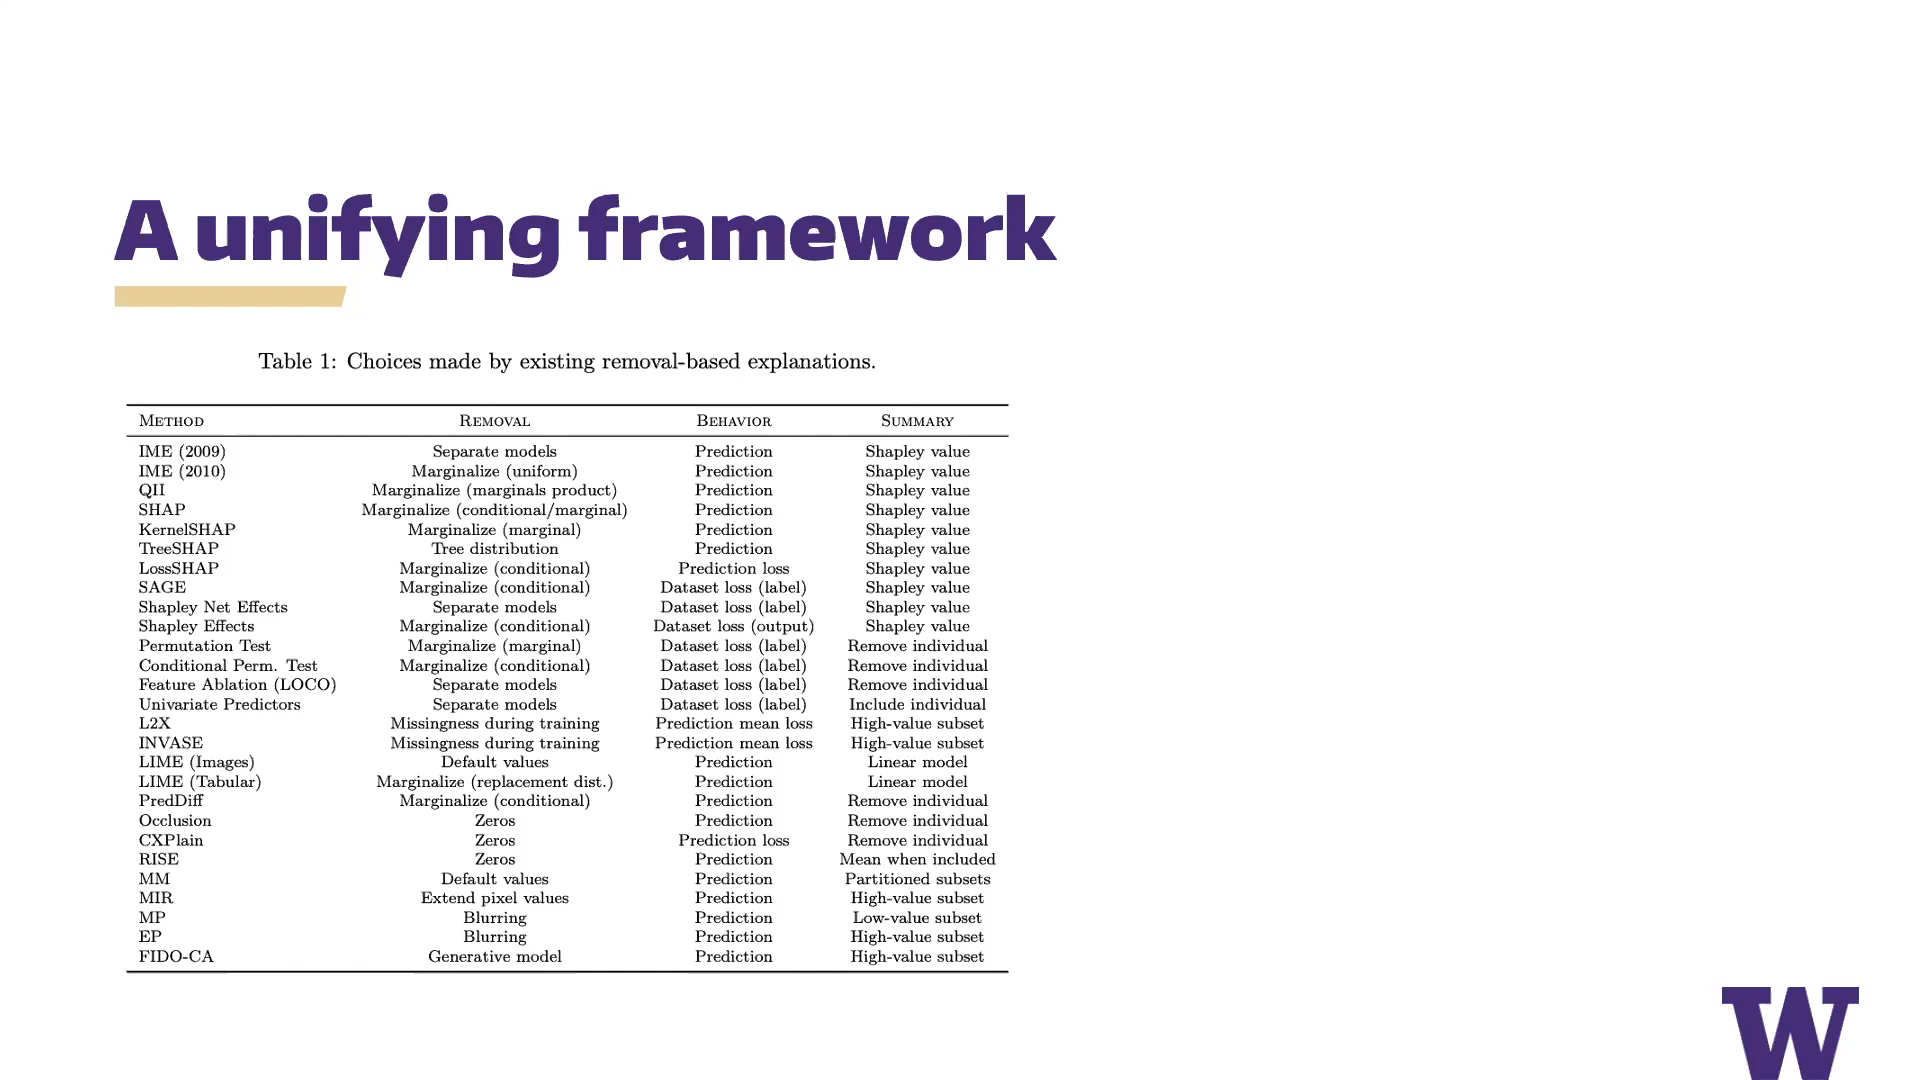 A unifying framework
Table 1: Choices made by existing removal-based explanations.
METHOD REMOVAL BEHAVIOR SUMMARY
IME (2009) Separate models Prediction Shapley value
IME (2010) Marginalize (uniform) Prediction Shapley value
QII Marginalize (marginals product) Prediction Shapley value
SHAP Marginalize (conditional/marginal) Prediction Shapley value
KernelSHAP Marginalize (marginal) Prediction Shapley value
TreeSHAP Tree distribution Prediction Shapley value
LossSHAP Marginalize (conditional) Prediction loss Shapley value
SAGE Marginalize (conditional) Dataset loss (label) Shapley value
Shapley Net Effects Separate models Dataset loss (label) Shapley value
Shapley Effects Marginalize (conditional) Dataset loss (output) Shapley value
Permutation Test Marginalize (marginal) Dataset loss (label) Remove individual
Conditional Perm. Test Marginalize (conditional) Dataset loss (label) Remove individual
Feature Ablation (LOCO) Separate models Dataset loss (label) Remove individual
Univariate Predictors Separate models Dataset loss (label) Include individual
L2X Missingness during training Prediction mean loss High-value subset
INVASE Missingness during training Prediction mean loss High-value subset
LIME (Images) Default values Prediction Linear model
LIME (Tabular) Marginalize (replacement dist.) Prediction Linear model
PredDiff Marginalize (conditional) Prediction Remove individual
Occlusion Zeros Prediction Remove individual
CXPlain Zeros Prediction loss Remove individual
RISE Zeros Prediction Mean when included
MM Default values Prediction Partitioned subsets
MIR Extend pixel values Prediction High-value subset
MP Blurring Prediction Low-value subset
EP Blurring Prediction High-value subset
FIDO-CA Generative model Prediction High-value subset
W